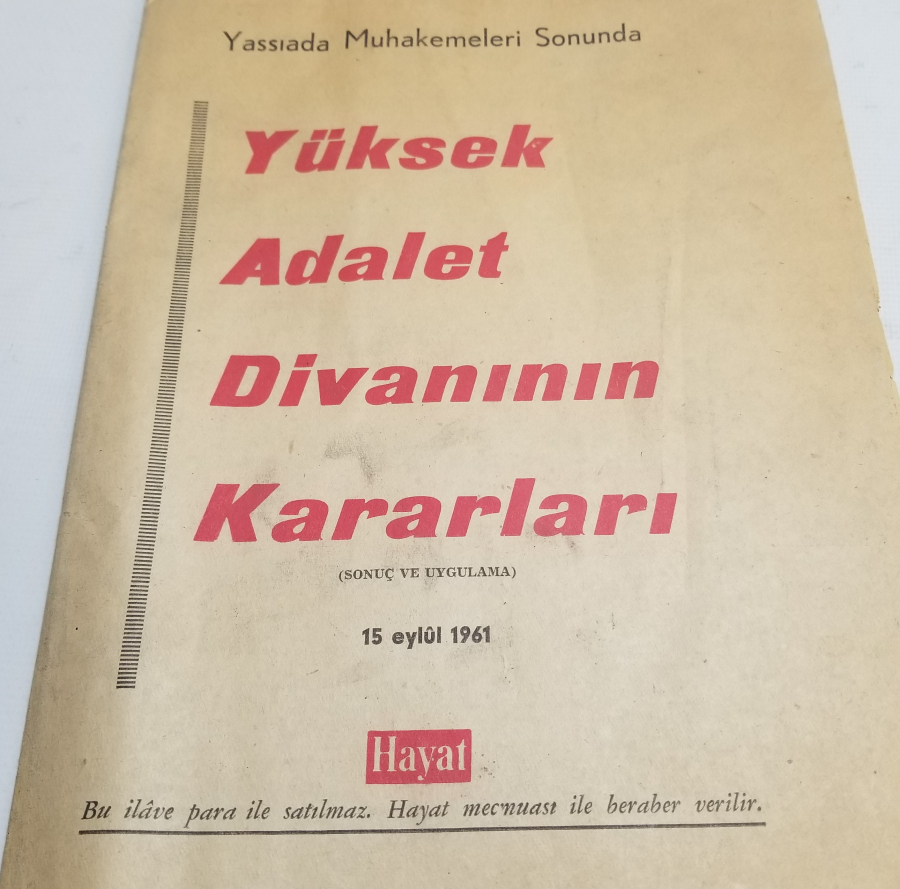 Yassıada Muhakemeleri Sonunda
Yüksek
Adalet
Divanının
Kararları
(SONUÇ VE UYGULAMA)
15 eylûl 1961
Hayat
Bu ilâve para ile satılmaz. Hayat mecmuası ile beraber verilir.